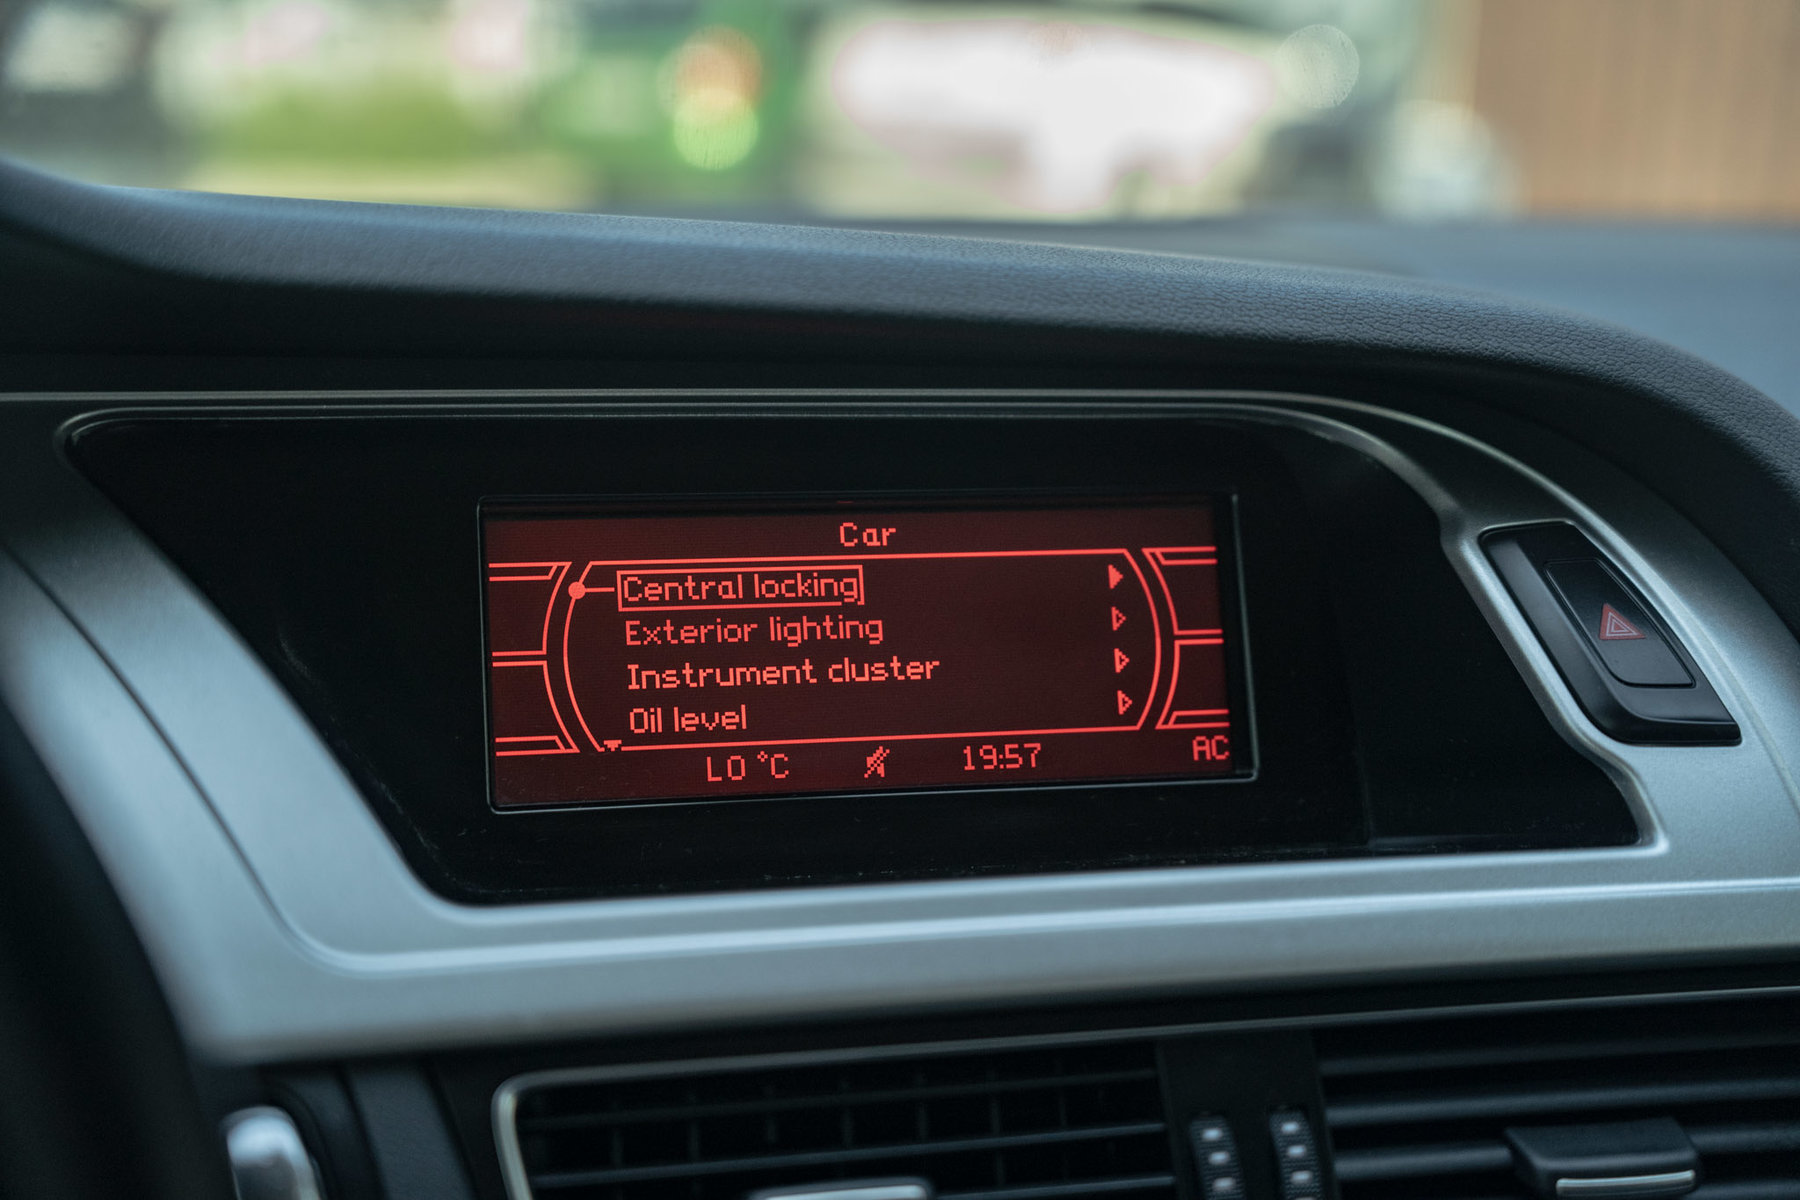 Car
Central locking
Exterior lighting
Instrument cluster
Oil level
LO °C 19:57 AC